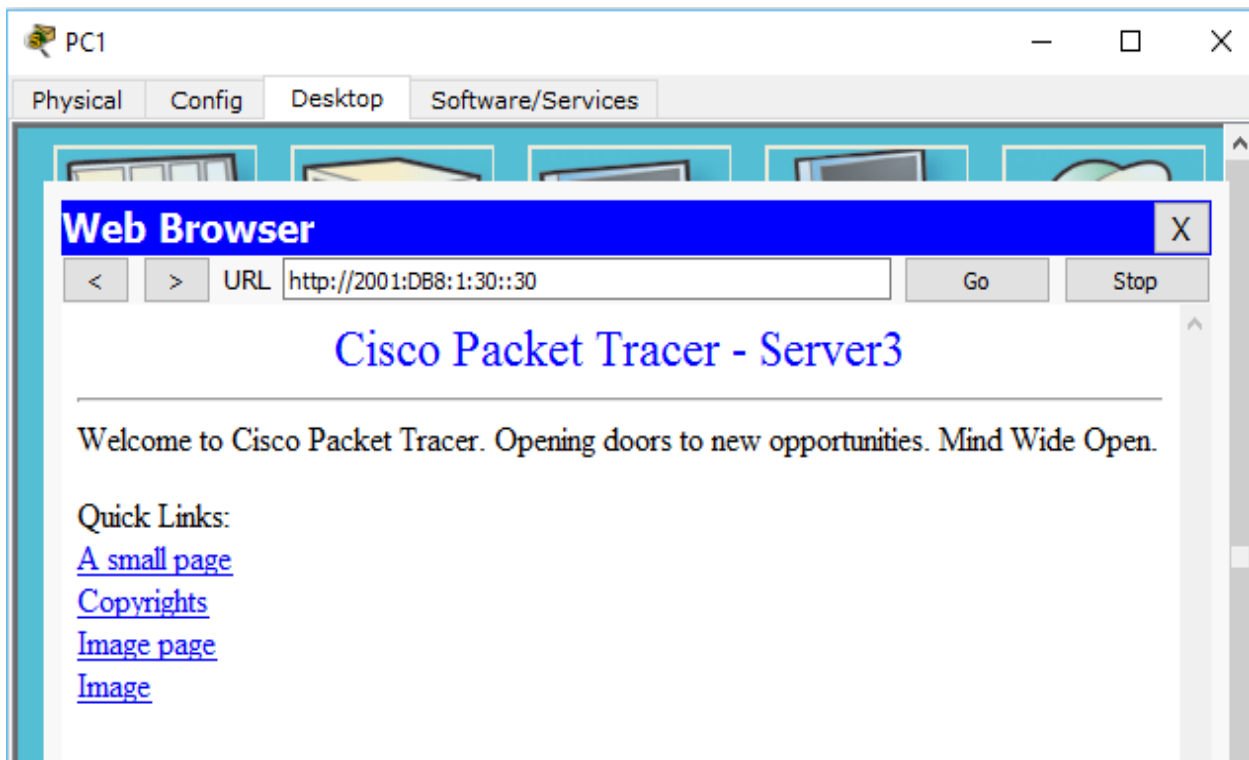 PC1
Physical Config Desktop Software/Services
Web Browser X
< > URL http://2001:DB8:1:30::30 Go Stop
Cisco Packet Tracer - Server3
Welcome to Cisco Packet Tracer. Opening doors to new opportunities. Mind Wide Open.
Quick Links:
A small page
Copyrights
Image page
Image